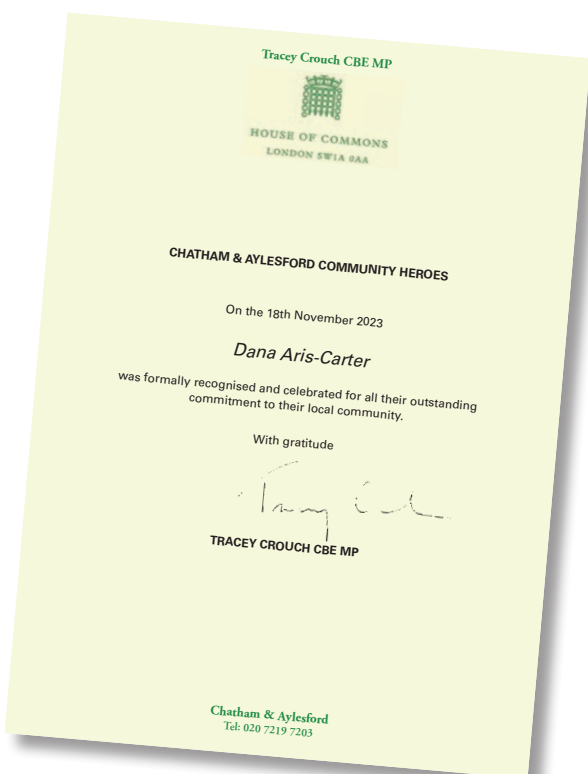 Tracey Crouch CBE MP
HOUSE OF COMMONS
LONDON SW1A 0AA
CHATHAM & AYLESFORD COMMUNITY HEROES
On the 18th November 2023
Dana Aris-Carter
was formally recognised and celebrated for all their outstanding
commitment to their local community.
With gratitude
Tracey Crouch
TRACEY CROUCH CBE MP
Chatham & Aylesford
Tel: 020 7219 7203